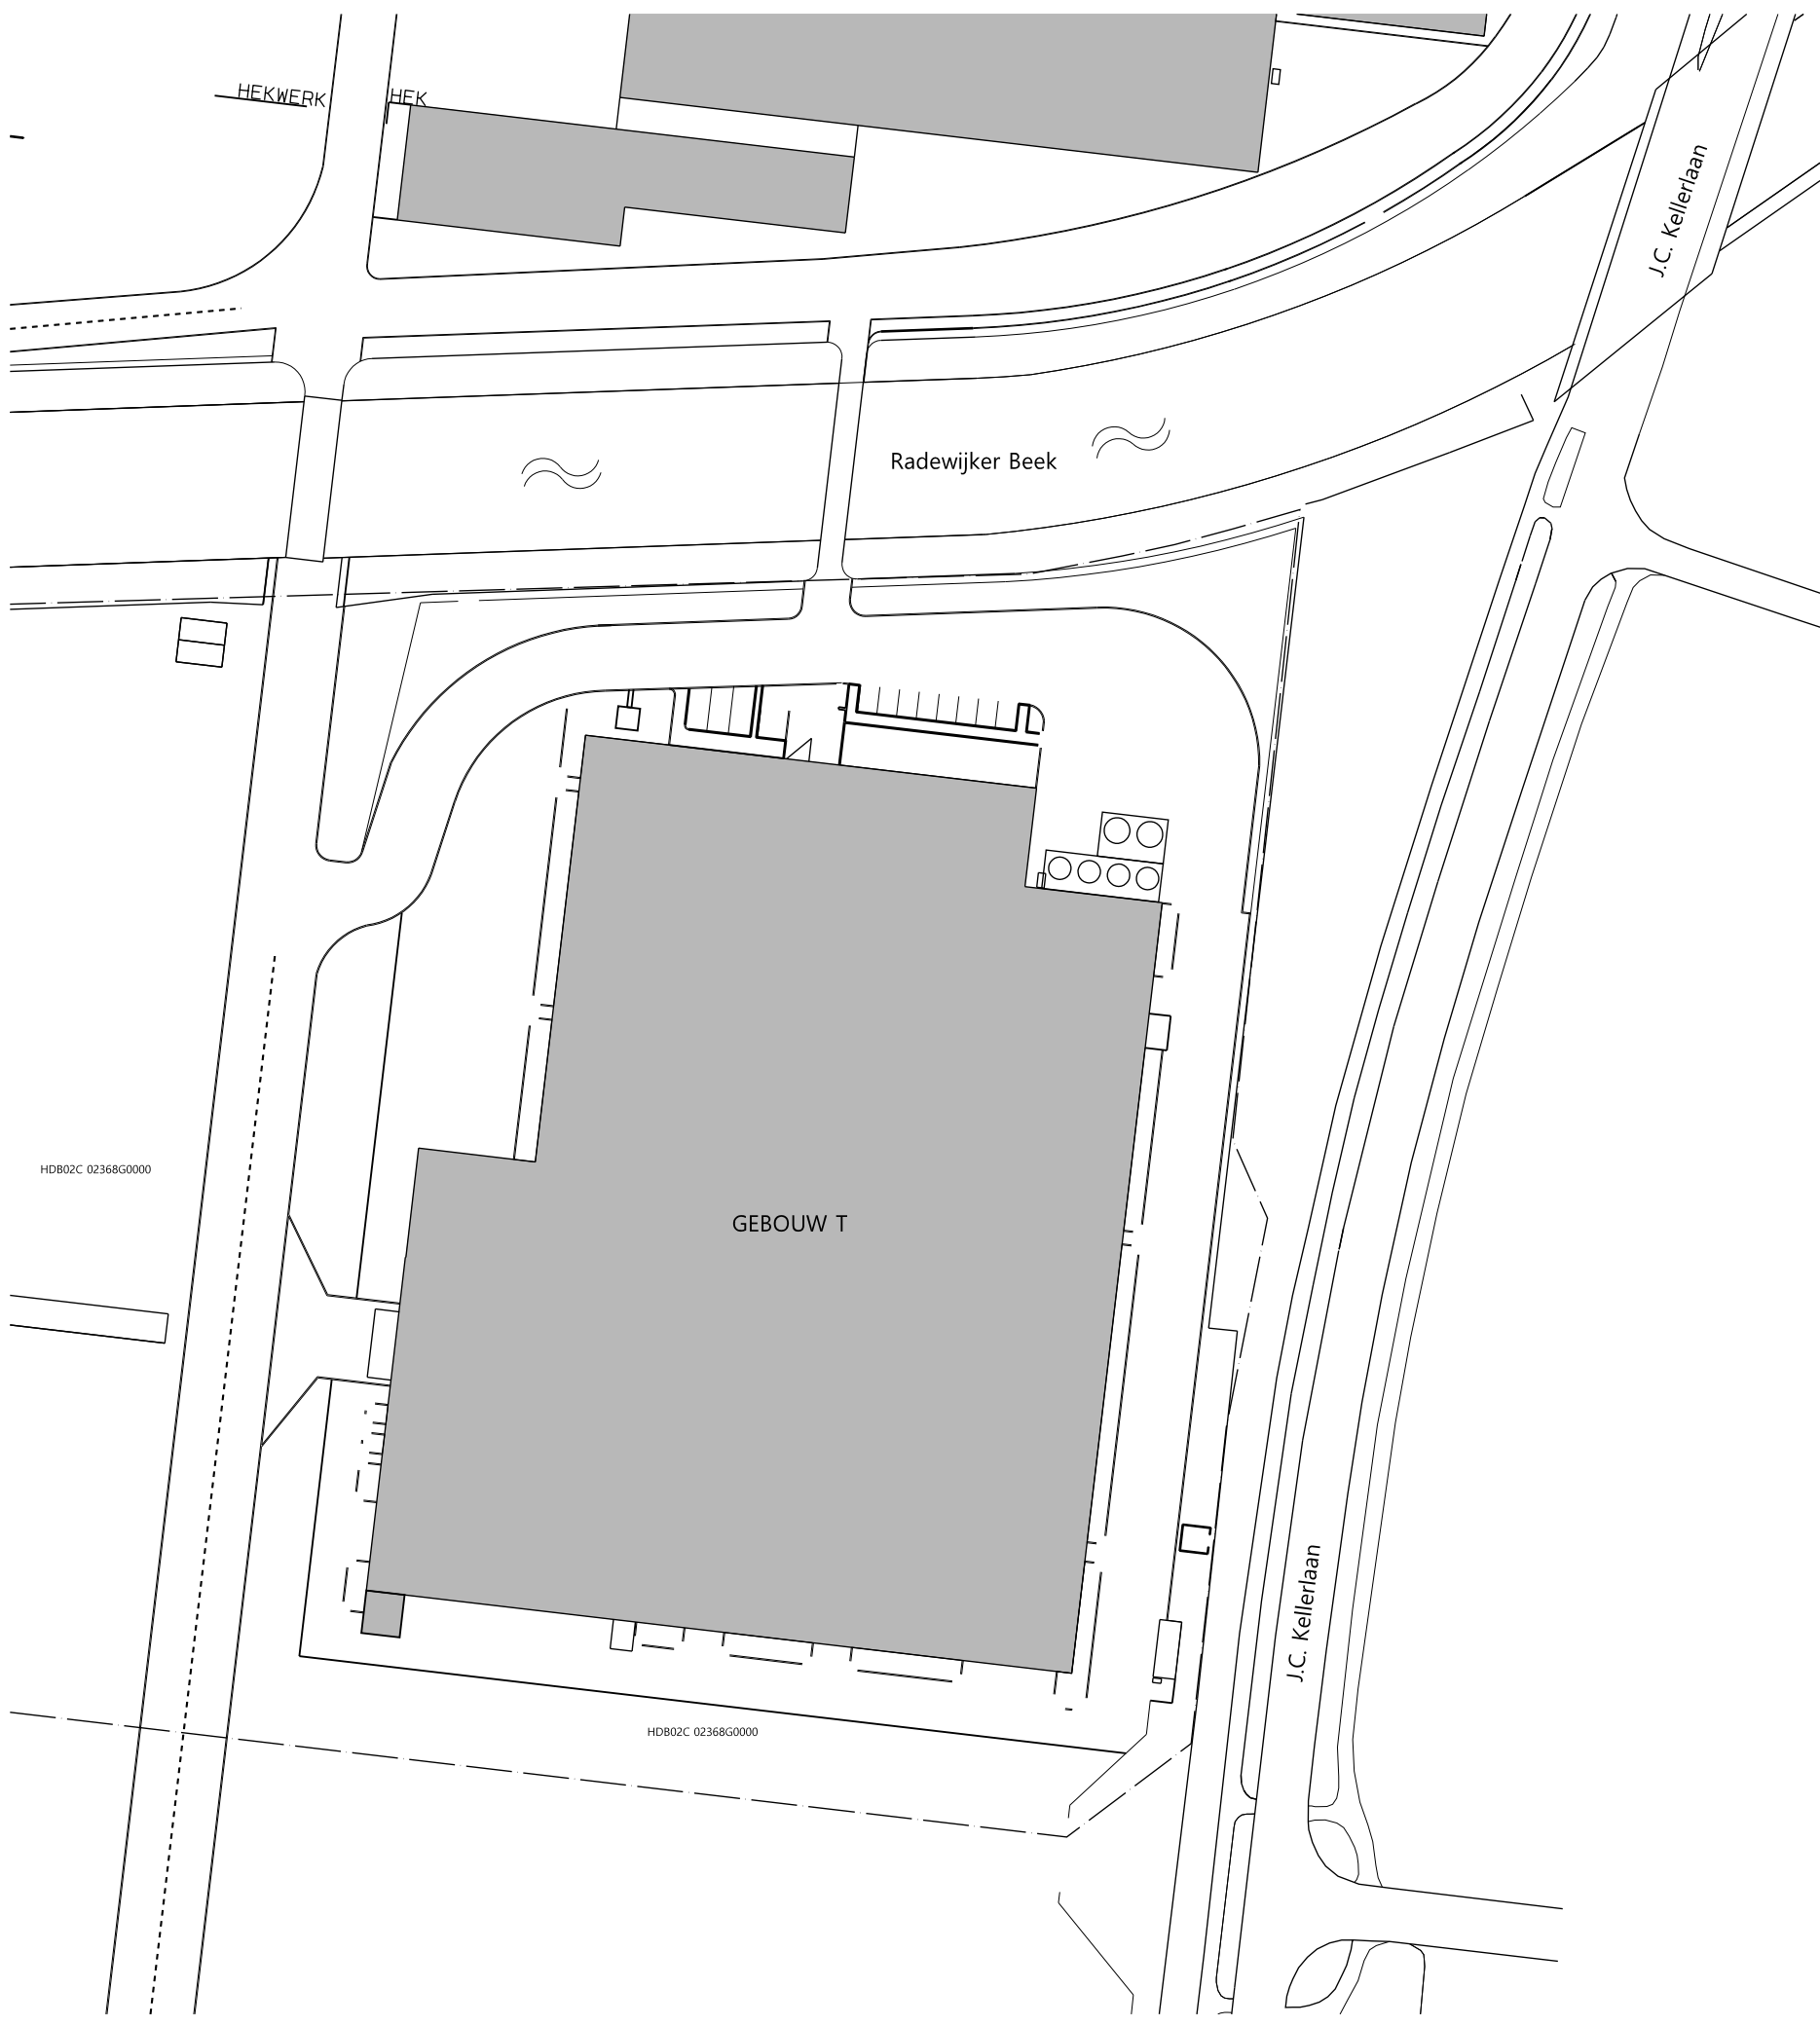 HEKWERK
HEK
J.C. Kellerlaan
Radewijker Beek
HDB02C 02368G0000
GEBOUW T
J.C. Kellerlaan
HDB02C 02368G0000